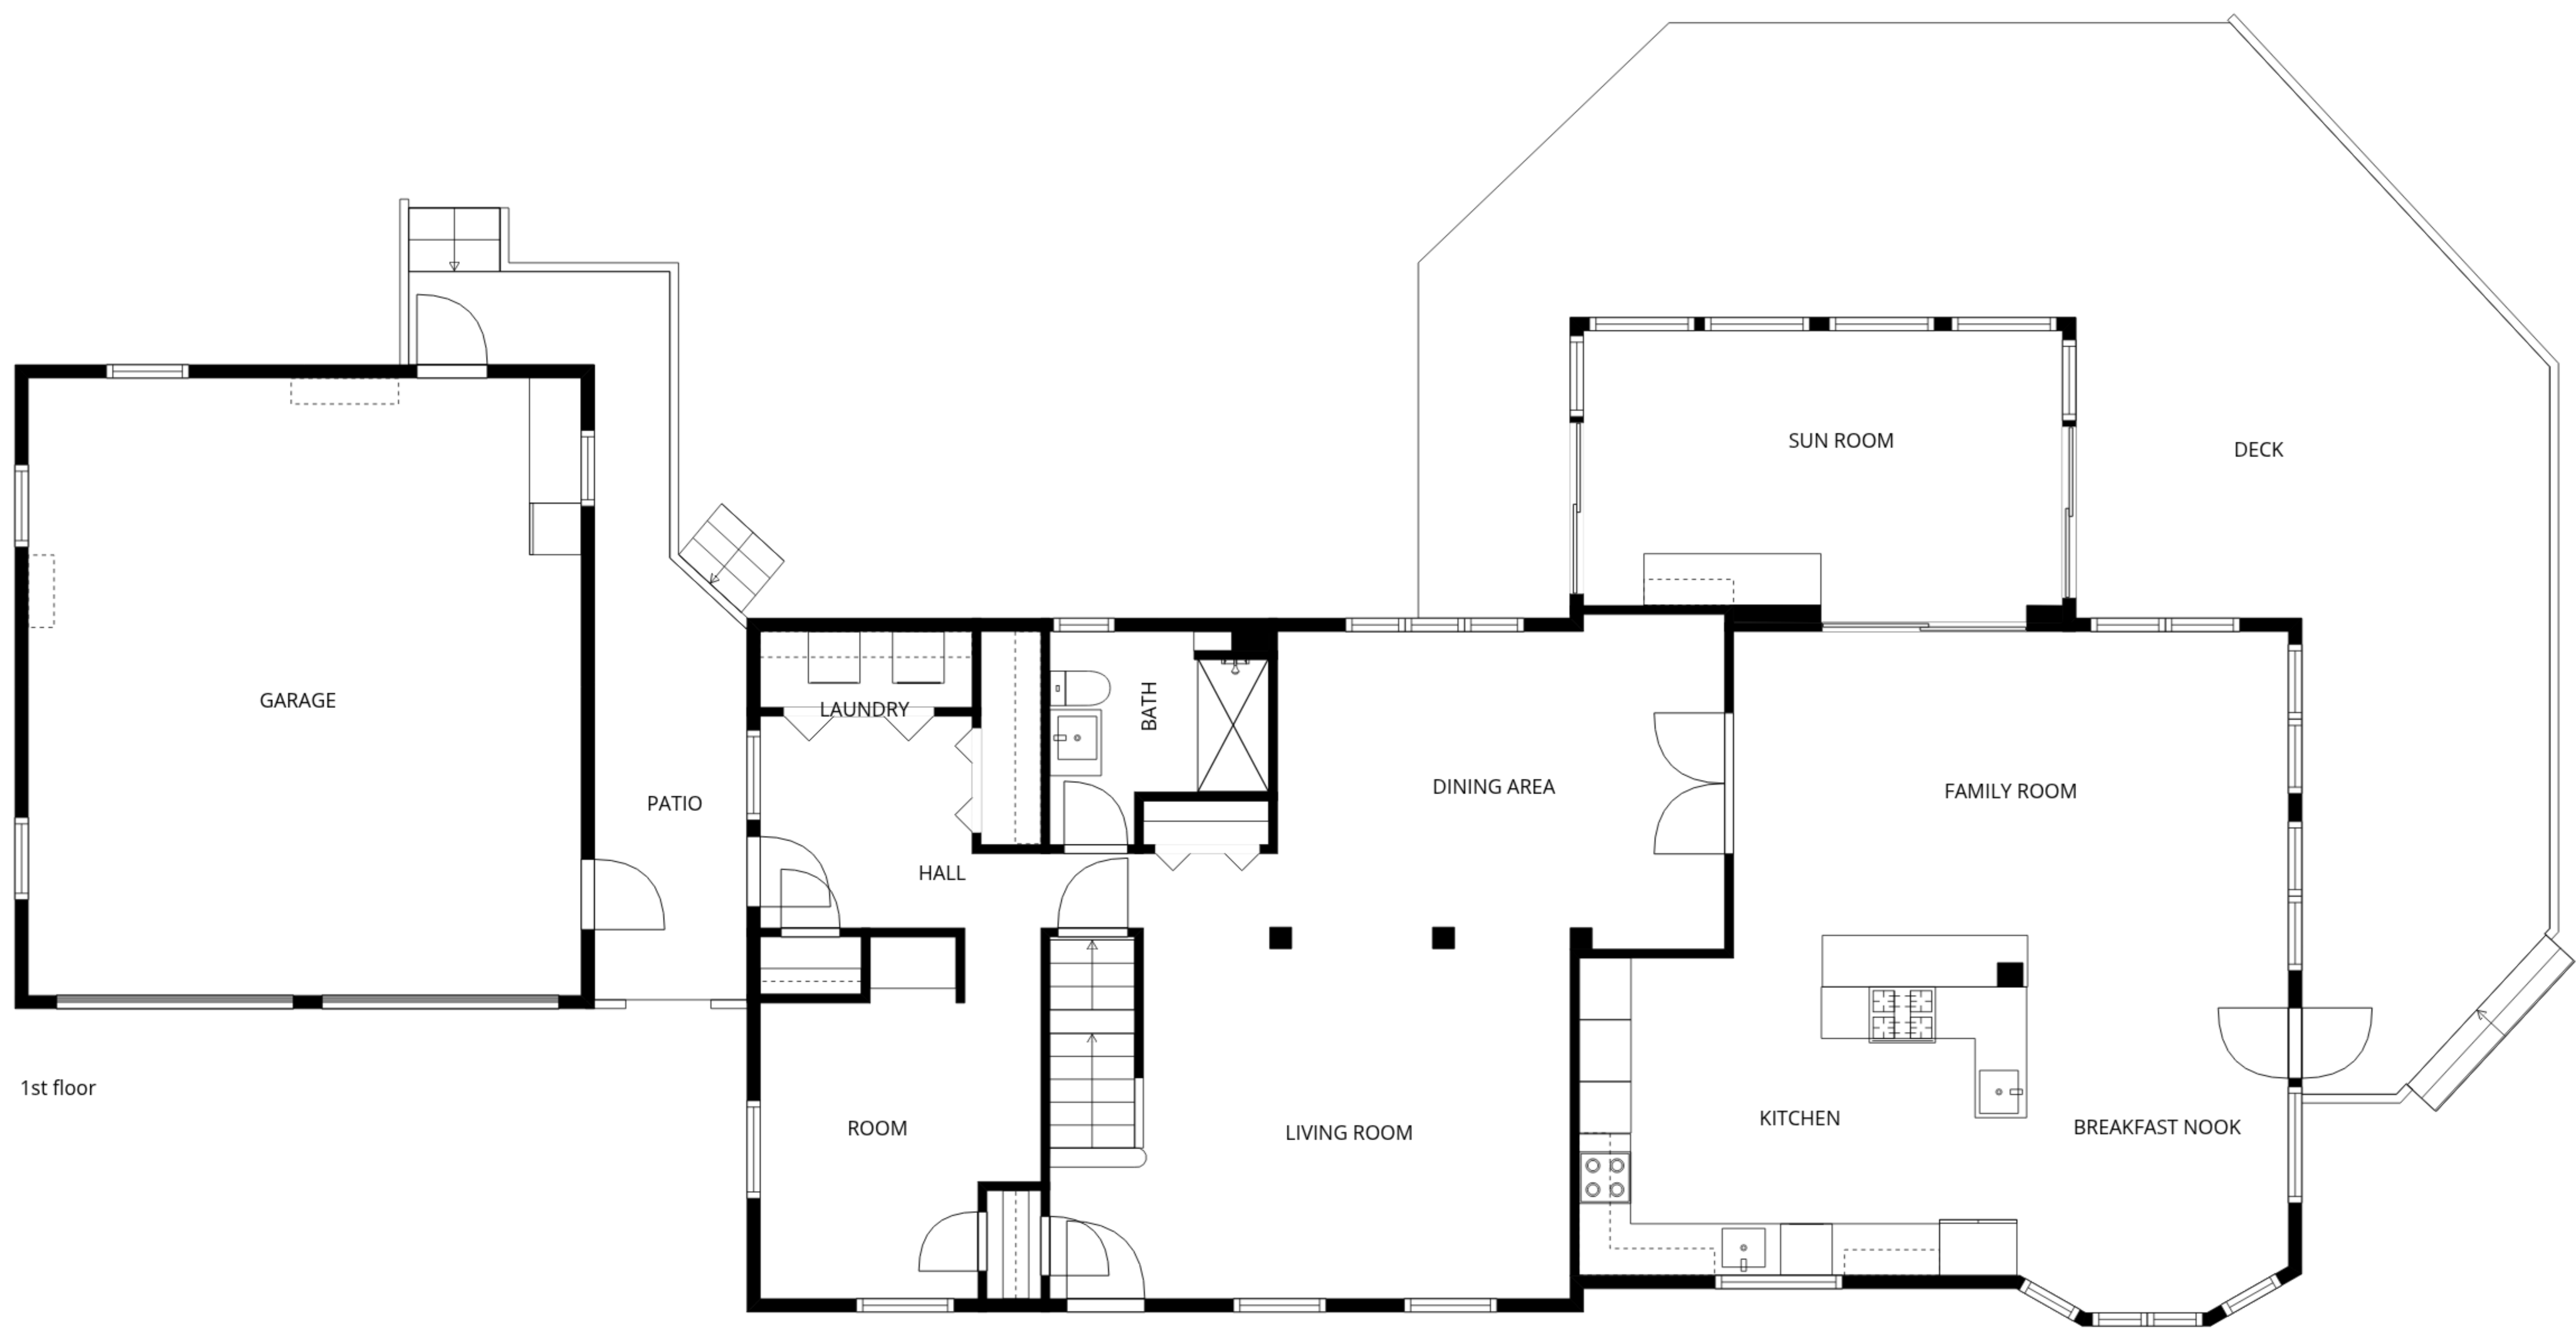 SUN ROOM
DECK
GARAGE
LAUNDRY
BATH
PATIO
DINING AREA
FAMILY ROOM
HALL
1st floor
ROOM
LIVING ROOM
KITCHEN
BREAKFAST NOOK